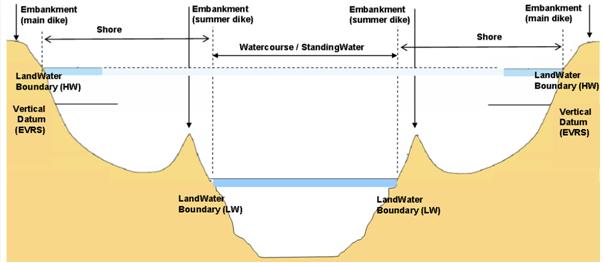 Embankment
(main dike)
Embankment
(summer dike)
Embankment
(summer dike)
Embankment
(main dike)
Shore
Watercourse / StandingWater
Shore
LandWater
Boundary (HW)
LandWater
Boundary (HW)
Vertical
Datum
(EVRS)
Vertical
Datum
(EVRS)
LandWater
Boundary (LW)
LandWater
Boundary (LW)